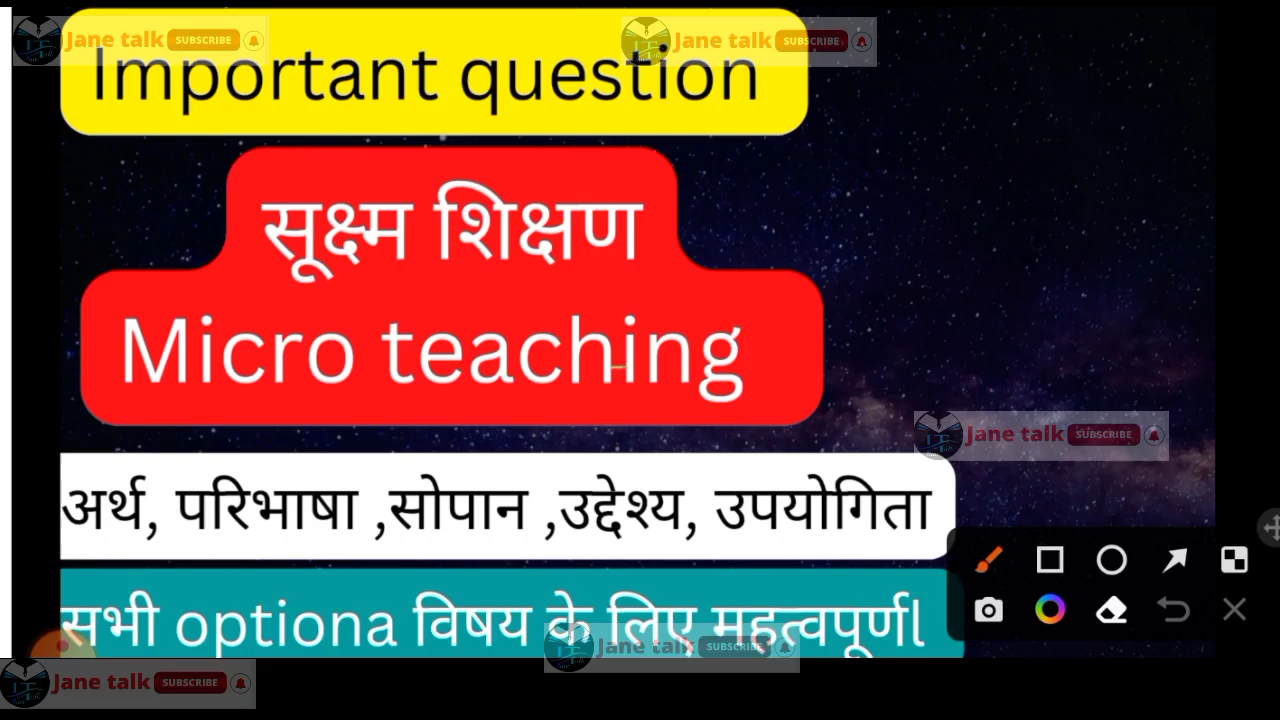 Jane talk SUBSCRIBE
Jane talk SUBSCRIBE
Important question
सूक्ष्म शिक्षण
Micro teaching
Jane talk SUBSCRIBE
अर्थ, परिभाषा ,सोपान ,उद्देश्य, उपयोगिता
सभी optiona विषय के लिए महत्वपूर्णl
Jane talk SUBSCRIBE
Jane talk SUBSCRIBE